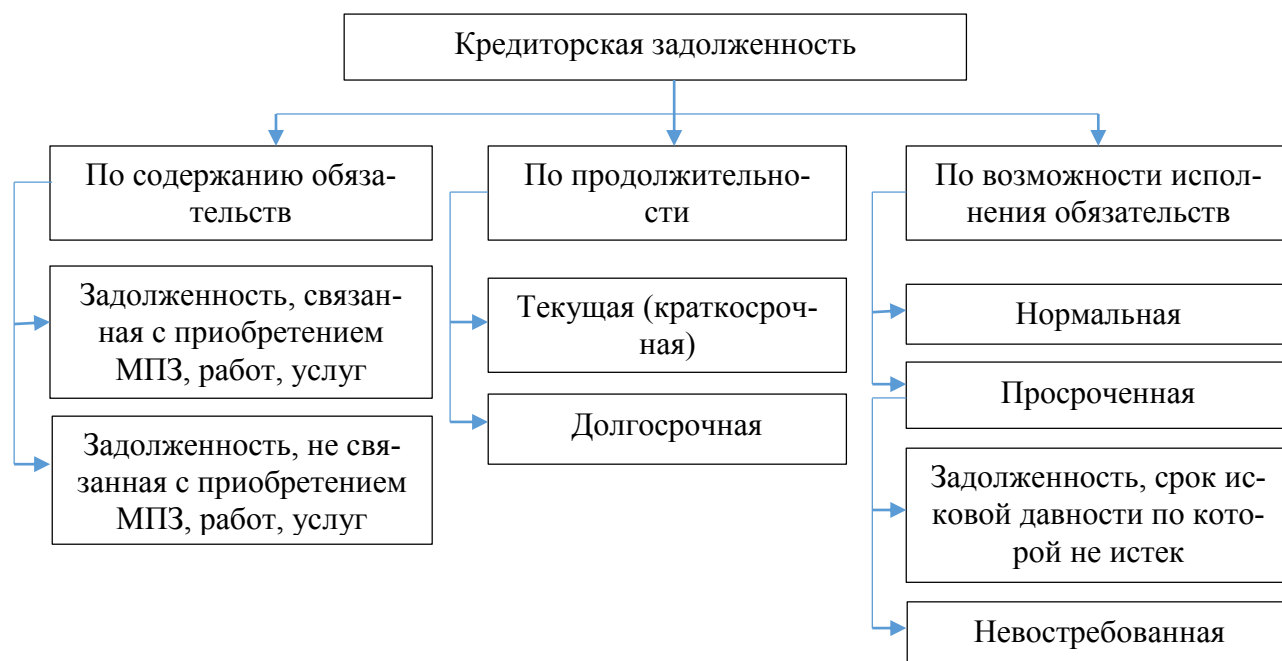 Кредиторская задолженность
По содержанию обяза-
тельств
Задолженность, связан-
ная с приобретением
МПЗ, работ, услуг
Задолженность, не свя-
занная с приобретением
МПЗ, работ, услуг
По продолжительно-
сти
Текущая (краткосроч-
ная)
Долгосрочная
По возможности испол-
нения обязательств
Нормальная
Просроченная
Задолженность, срок ис-
ковой давности по кото-
рой не истек
Невостребованная